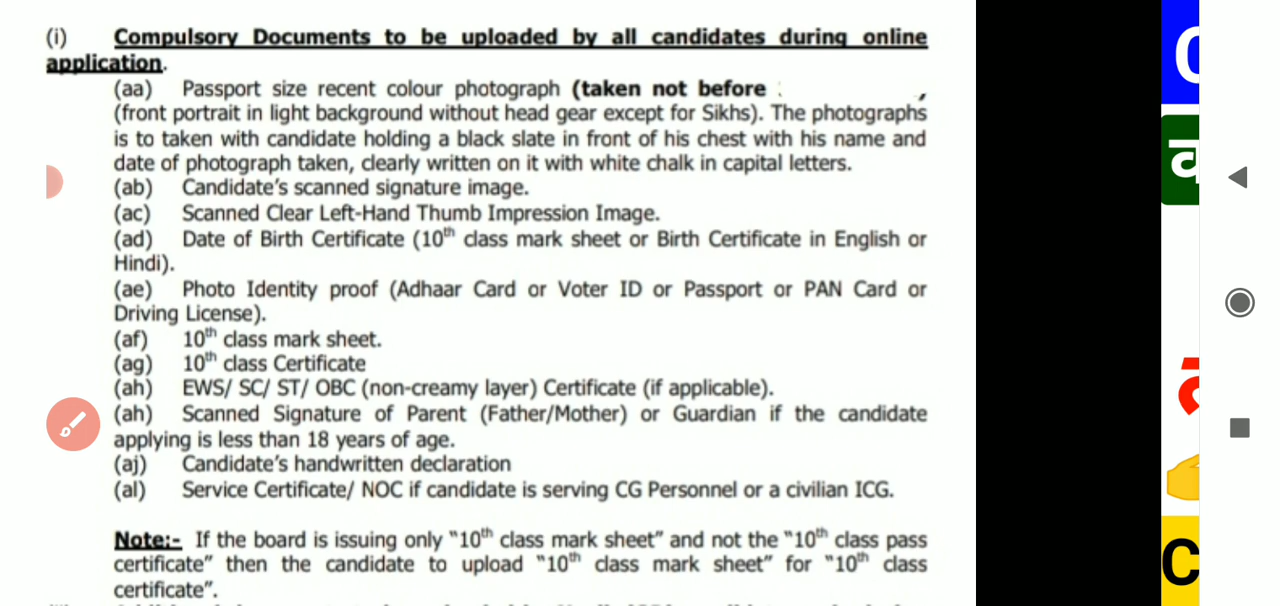 (i) Compulsory Documents to be uploaded by all candidates during online
application.
(aa) Passport size recent colour photograph (taken not before
(front portrait in light background without head gear except for Sikhs). The photographs
is to taken with candidate holding a black slate in front of his chest with his name and
date of photograph taken, clearly written on it with white chalk in capital letters.
(ab) Candidate's scanned signature image.
(ac) Scanned Clear Left-Hand Thumb Impression Image.
(ad) Date of Birth Certificate (10th class mark sheet or Birth Certificate in English or
Hindi).
(ae) Photo Identity proof (Adhaar Card or Voter ID or Passport or PAN Card or
Driving License).
(af) 10th class mark sheet.
(ag) 10th class Certificate
(ah) EWS/ SC/ ST/ OBC (non-creamy layer) Certificate (if applicable).
(ah) Scanned Signature of Parent (Father/Mother) or Guardian if the candidate
applying is less than 18 years of age.
(aj) Candidate's handwritten declaration
(al) Service Certificate/ NOC if candidate is serving CG Personnel or a civilian ICG.
Note:- If the board is issuing only "10th class mark sheet" and not the "10th class pass
certificate" then the candidate to upload "10th class mark sheet" for "10th class
certificate".